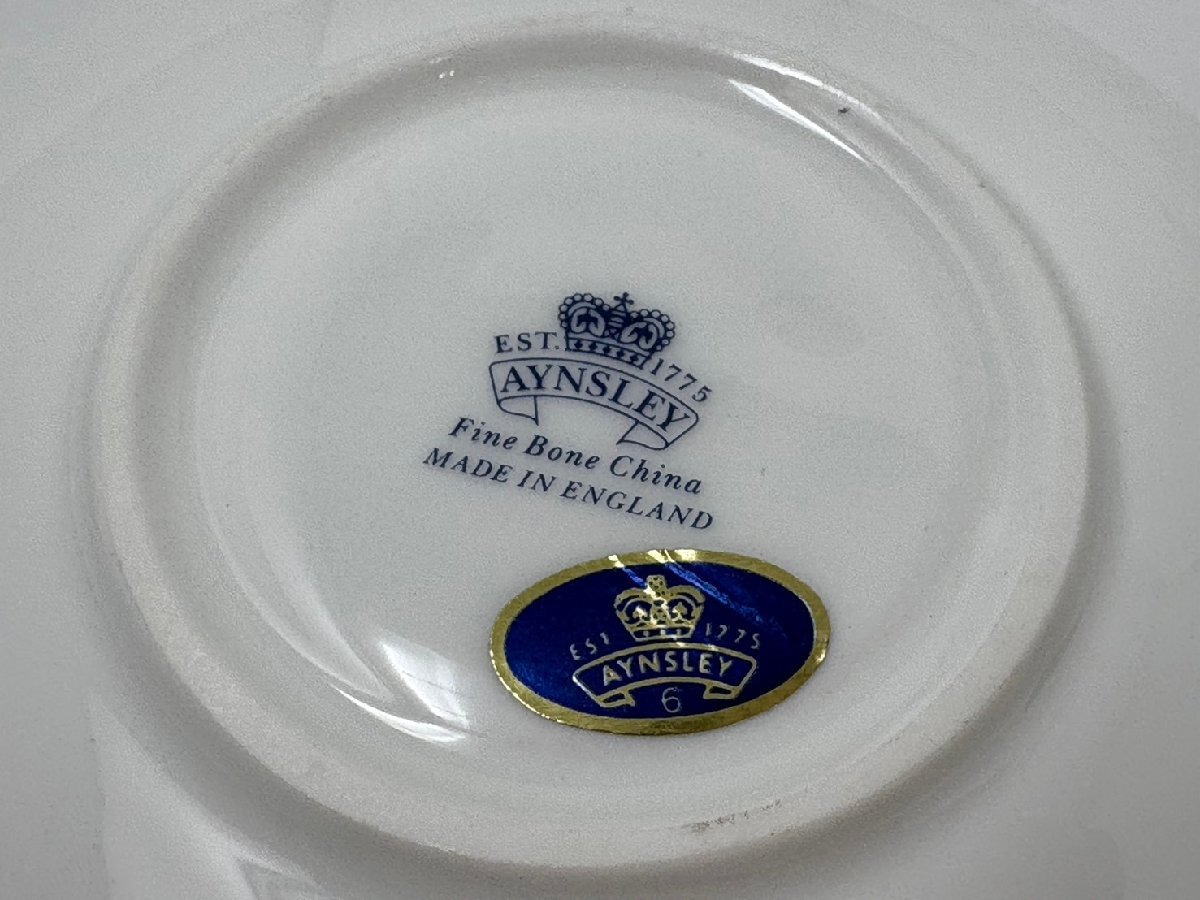 EST. 1775
AYNSLEY
Fine Bone China
MADE IN ENGLAND
EST 1775
AYNSLEY
6